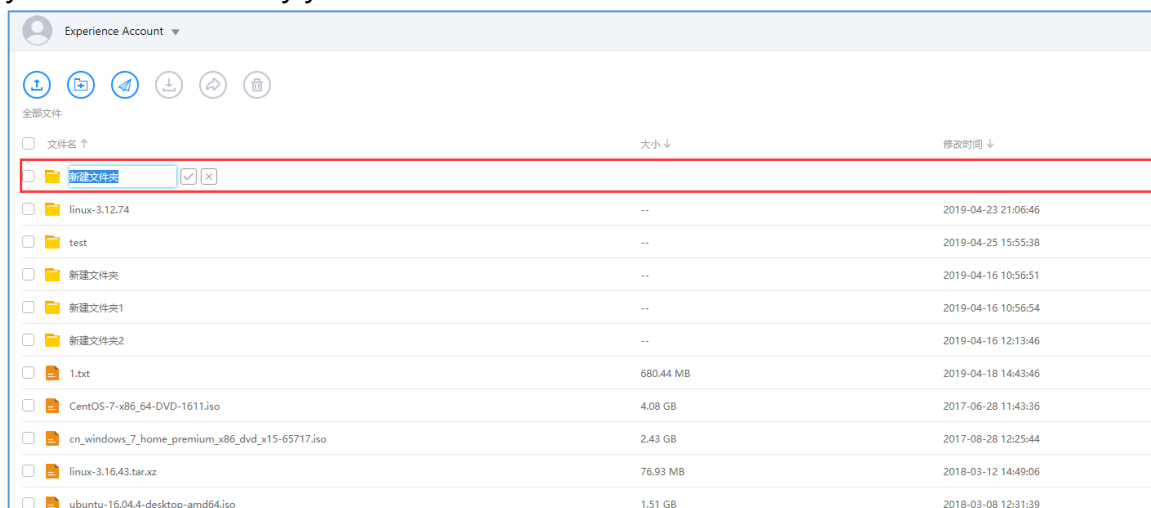 Experience Account
全部文件
文件名 大小 修改时间
新建文件夹
linux-3.12.74 -- 2019-04-23 21:06:46
test -- 2019-04-25 15:55:38
新建文件夹 -- 2019-04-16 10:56:51
新建文件夹1 -- 2019-04-16 10:56:54
新建文件夹2 -- 2019-04-16 12:13:46
1.txt 680.44 MB 2019-04-18 14:43:46
CentOS-7-x86_64-DVD-1611.iso 4.08 GB 2017-06-28 11:43:36
cn_windows_7_home_premium_x86_dvd_x15-65717.iso 2.43 GB 2017-08-28 12:25:44
linux-3.16.43.tar.xz 76.93 MB 2018-03-12 14:49:06
ubuntu-16.04.4-desktop-amd64.iso 1.51 GB 2018-03-08 12:31:39